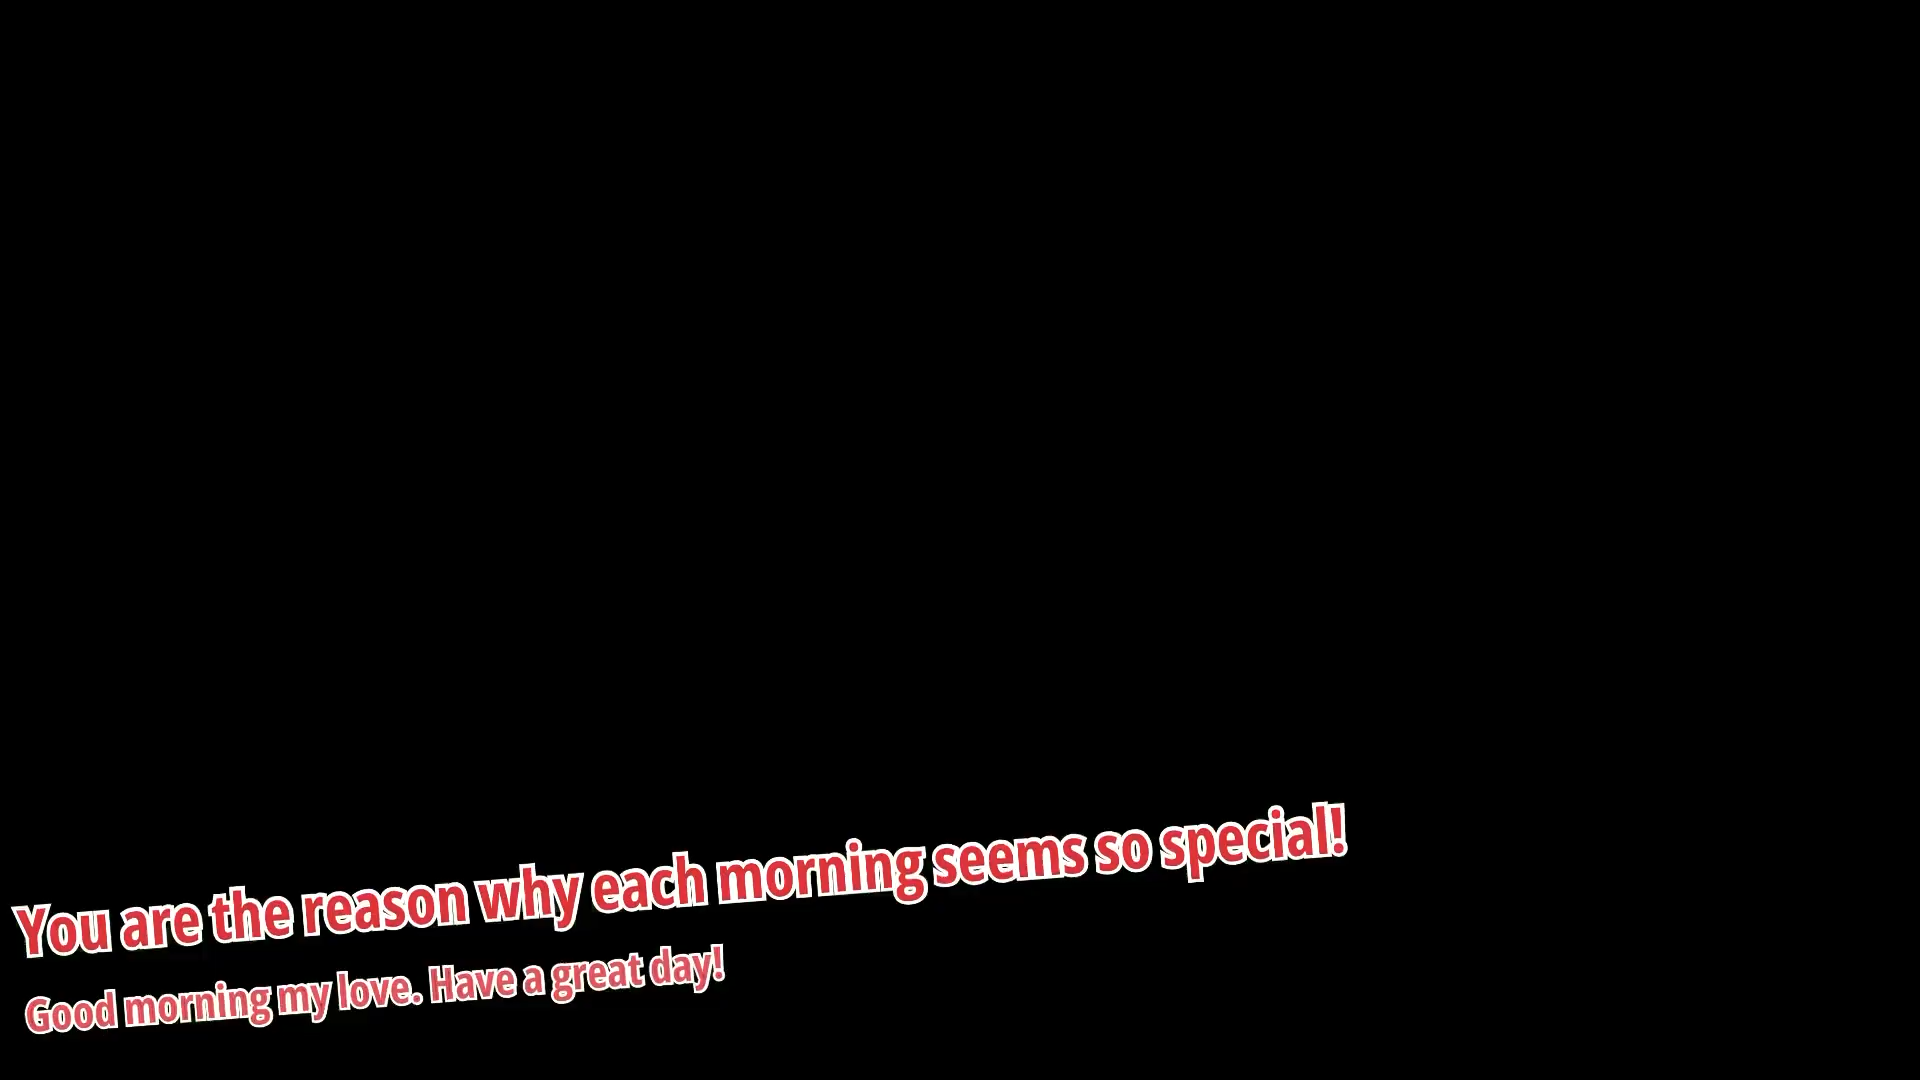 You are the reason why each morning seems so special!
Good morning my love. Have a great day!